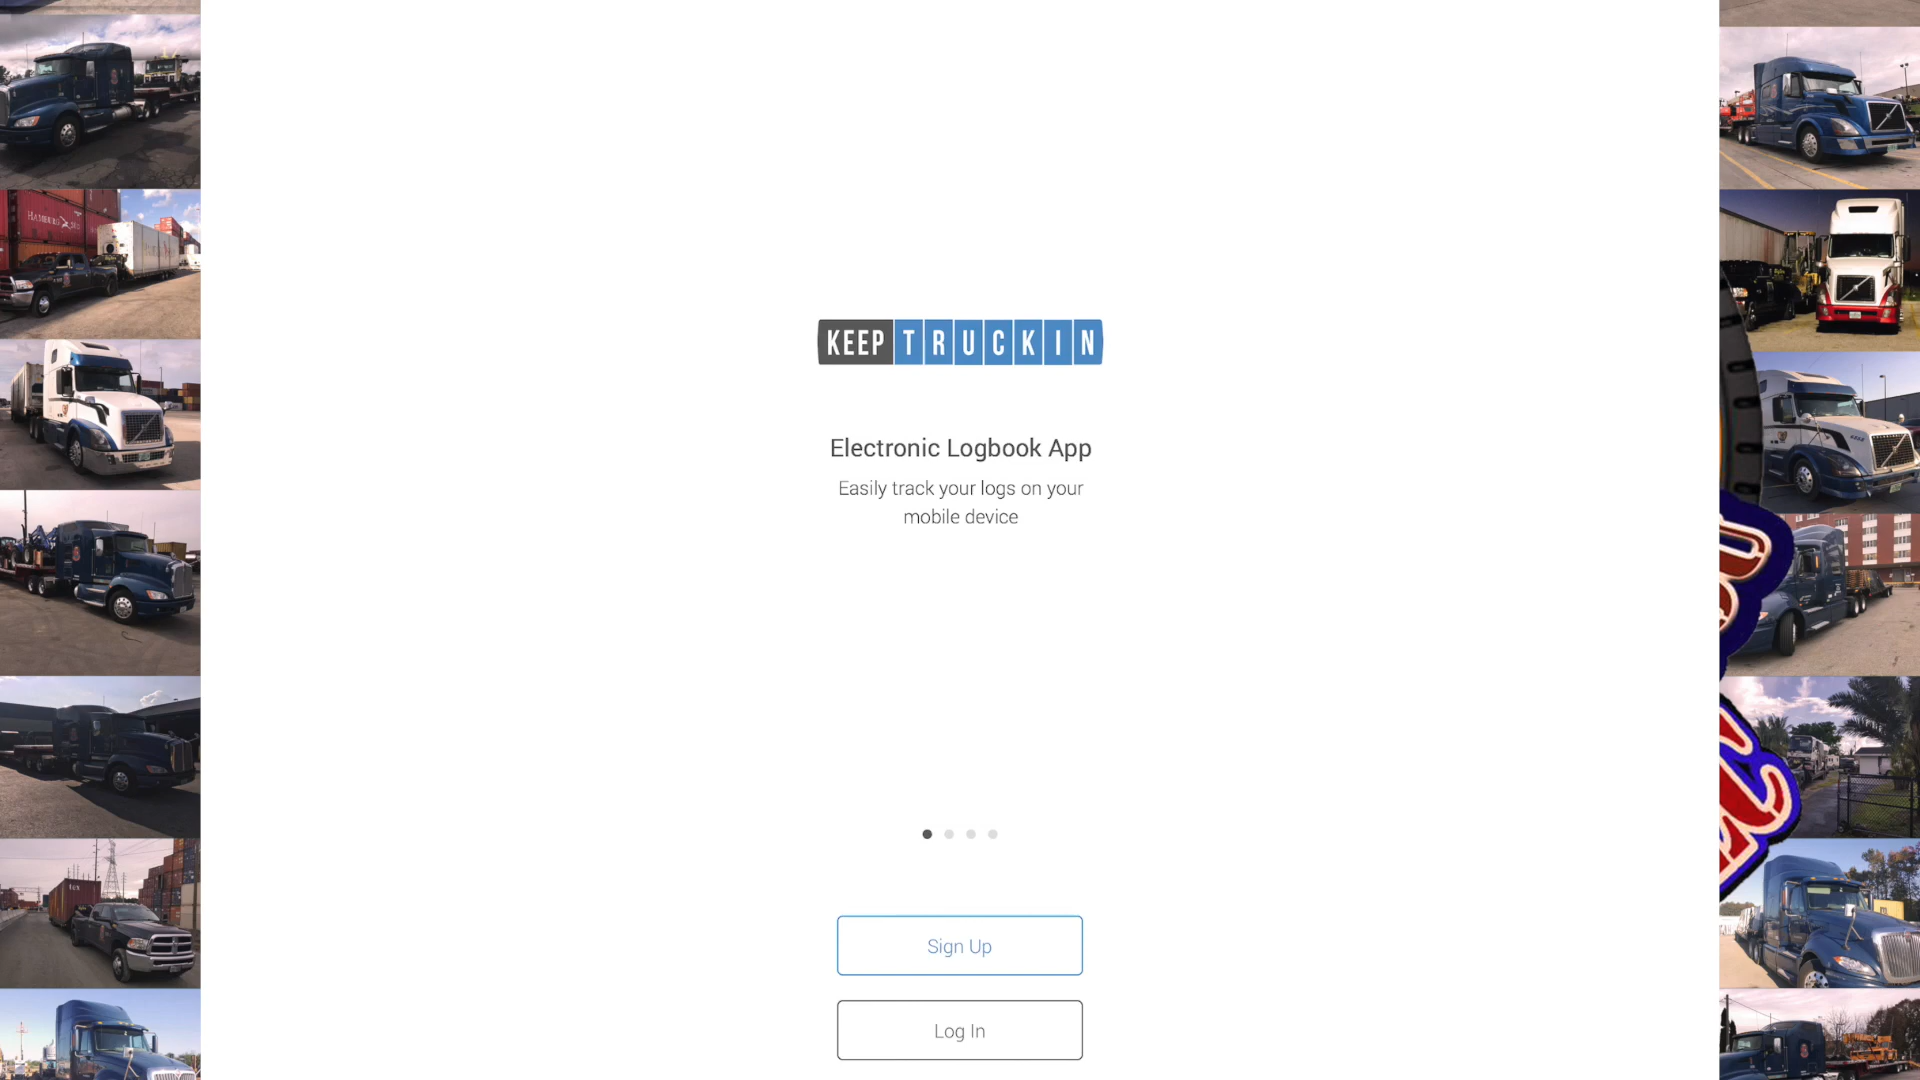 KEEP TRUCKIN
Electronic Logbook App
Easily track your logs on your
mobile device
Sign Up
Log In